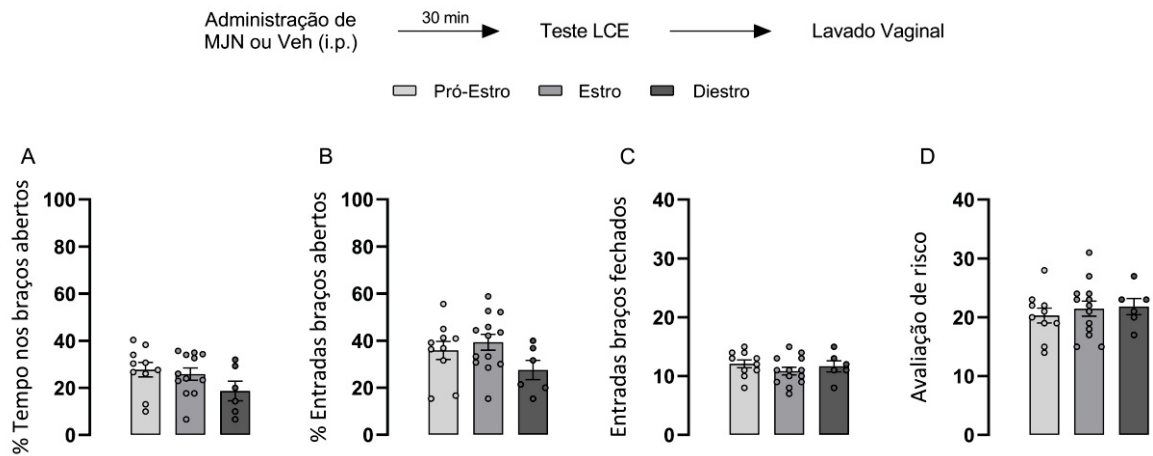 Administração de
MJN ou Veh (i.p.)
30 min
Teste LCE
Lavado Vaginal
Pró-Estro
Estro
Diestro
A
% Tempo nos braços abertos
100
80
60
40
20
0
B
% Entradas braços abertos
100
80
60
40
20
0
C
Entradas braços fechados
40
30
20
10
0
D
Avaliação de risco
40
30
20
10
0